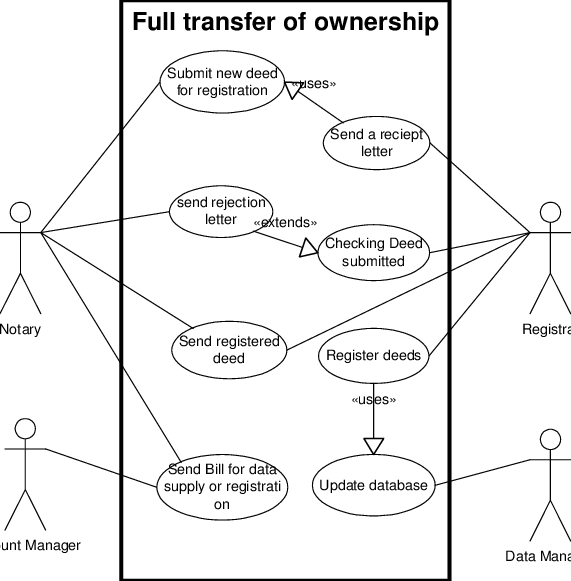 Full transfer of ownership
Submit new deed
for registration
«uses»
Send a reciept
letter
send rejection
letter
«extends»
Checking Deed
submitted
Notary
Registra
Send registered
deed
Register deeds
«uses»
Send Bill for data
supply or registrati
on
Update database
unt Manager
Data Mana